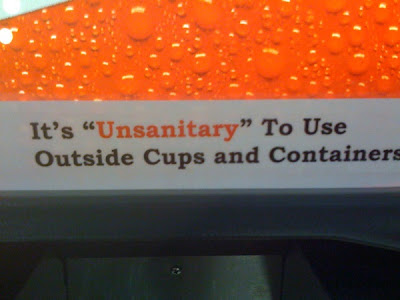 It's “Unsanitary” To Use
Outside Cups and Containers